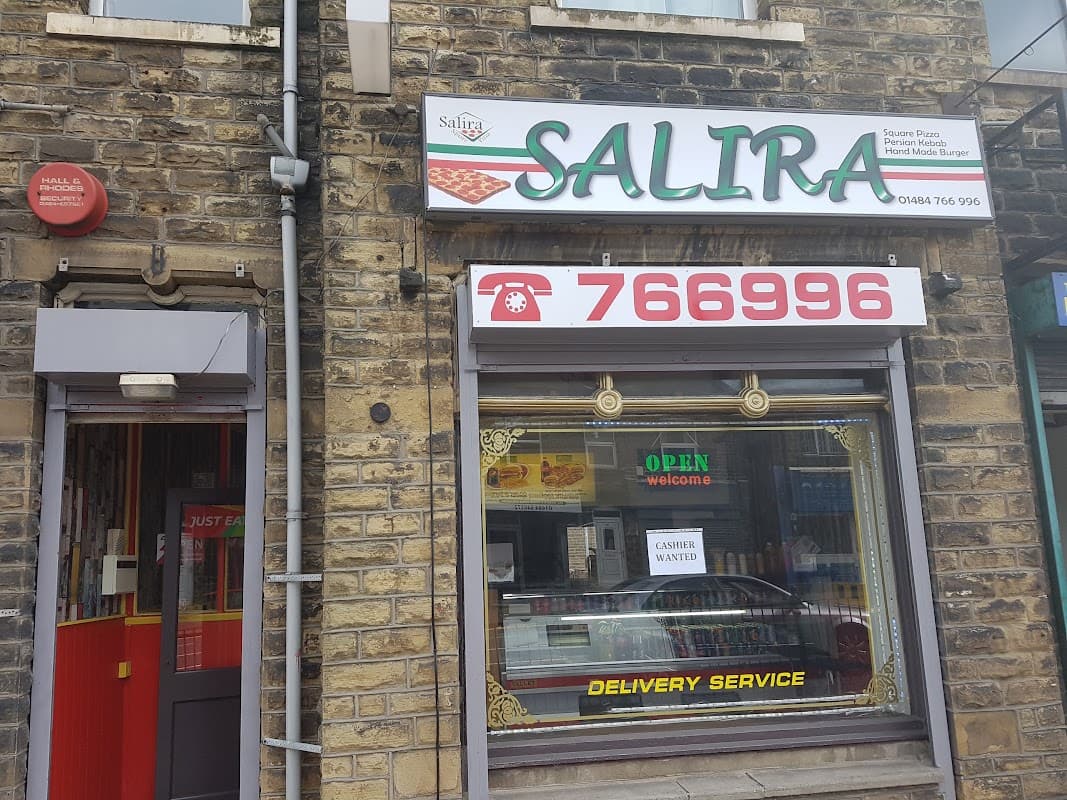 Salira
SALIRA
Square Pizza
Persian Kebab
Hand Made Burger
01484 766 996
766996
HALL &
RHODES
SECURITY
OPEN
welcome
CASHIER
WANTED
JUST EA
DELIVERY SERVICE